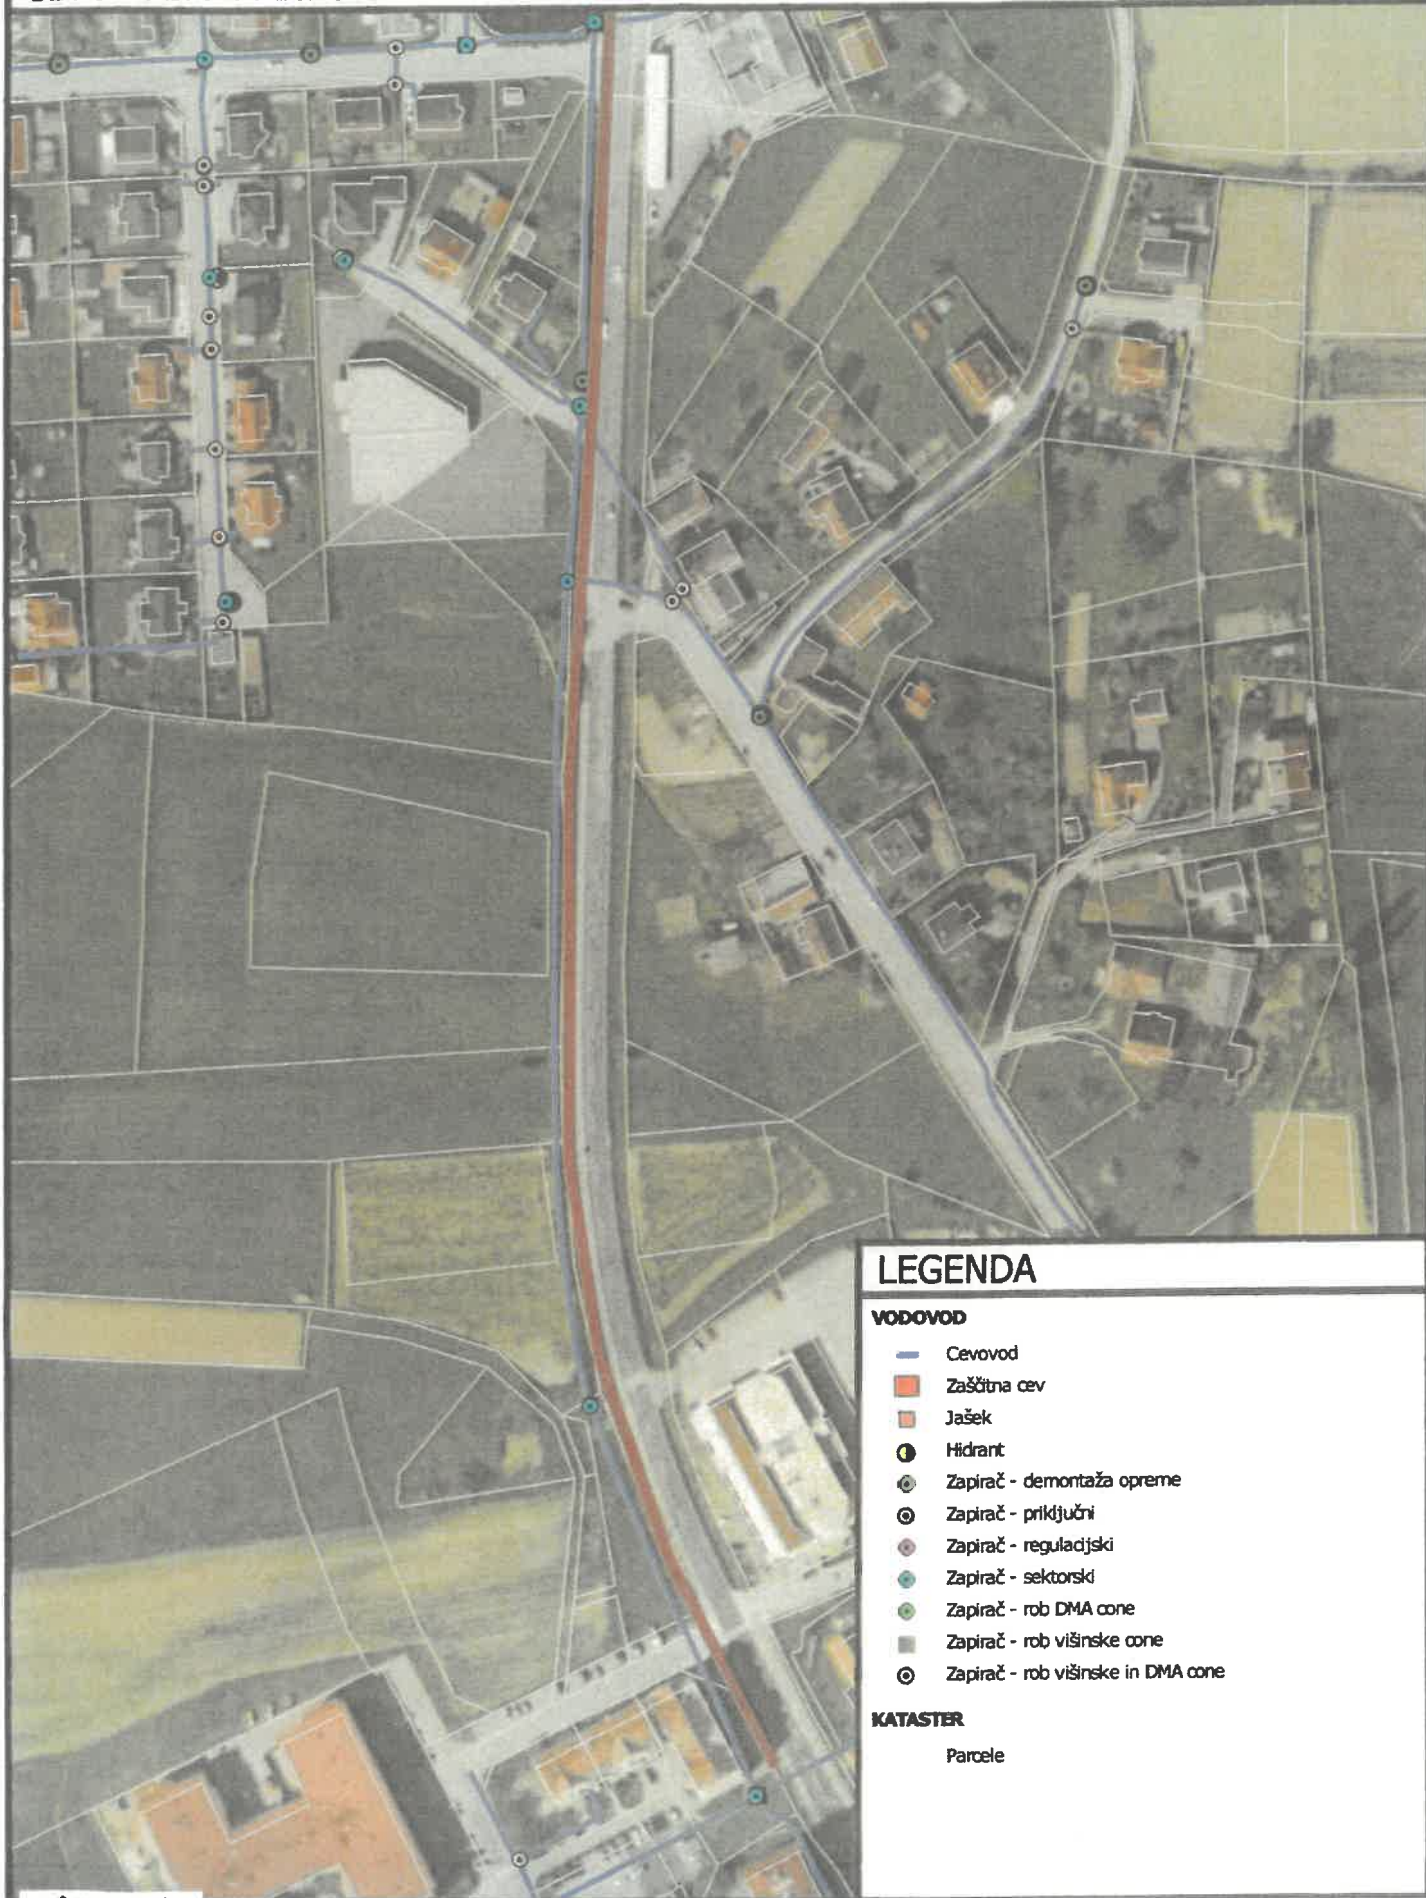 LEGENDA
VODOVOD
Cevovod
Zaščitna cev
Jašek
Hidrant
Zapirač - demontaža opreme
Zapirač - priključni
Zapirač - regulacijski
Zapirač - sektorski
Zapirač - rob DMA cone
Zapirač - rob višinske cone
Zapirač - rob višinske in DMA cone
KATASTER
Parcele